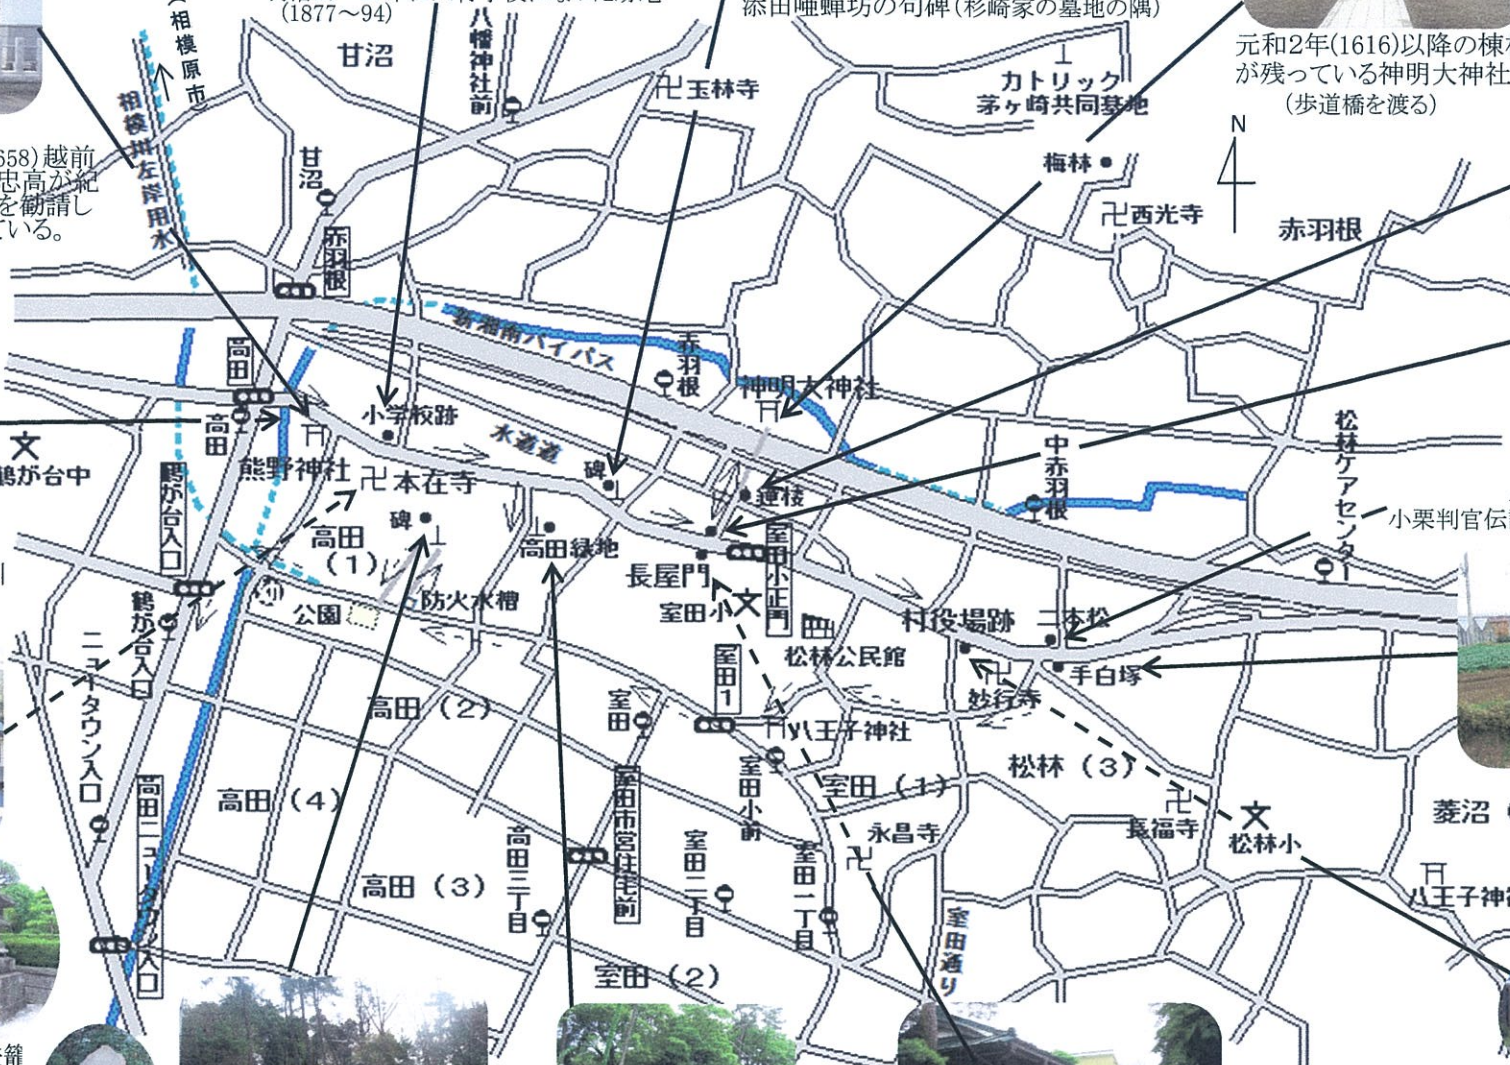 (相模原市)
(1877～94)
添田唖蝉坊の句碑(杉崎家の墓地の隅)
元和2年(1616)以降の棟
が残っている神明大神社
(歩道橋を渡る)
658)越前
忠高が紀
を勧請し
ている。
相模川左岸用水
甘沼
八幡神社前
卍玉林寺
カトリック
茅ヶ崎共同墓地
N
梅林
甘沼
卍西光寺
赤羽根
赤羽根
新湘南バイパス
赤羽根
高田
高田
小学校跡
神明大神社
水道道
文
鶴が台中
熊野神社
卍本在寺
碑
中赤羽根
松林ケアセンター
鶴が台入口
碑
高田
(1)
高田緑地
室田小正門
小栗判官伝
長屋門
室田小
文
公園
防火水槽
鶴が台入口
村役場跡
二本松
松林公民館
手白塚
卍
妙行寺
ニュータウン入口
高田(2)
室田
室田1
八王子神社
室田小前
室田(1)
松林(3)
高田(4)
高田ニュータウン入口
室田市営住宅前
永昌寺
卍
卍
長福寺
文
松林小
菱沼
高田(3)
高田三丁目
室田二丁目
室田一丁目
八王子神社
室田通り
室田(2)
籠